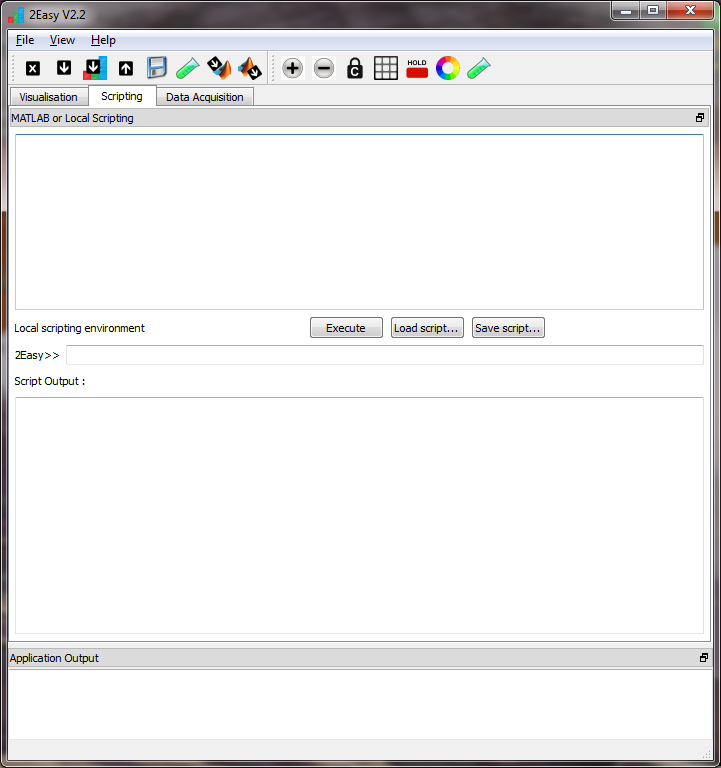 2Easy V2.2
File View Help
HOLD
C
Visualisation Scripting Data Acquisition
MATLAB or Local Scripting
Local scripting environment Execute Load script... Save script...
2Easy>>
Script Output :
Application Output